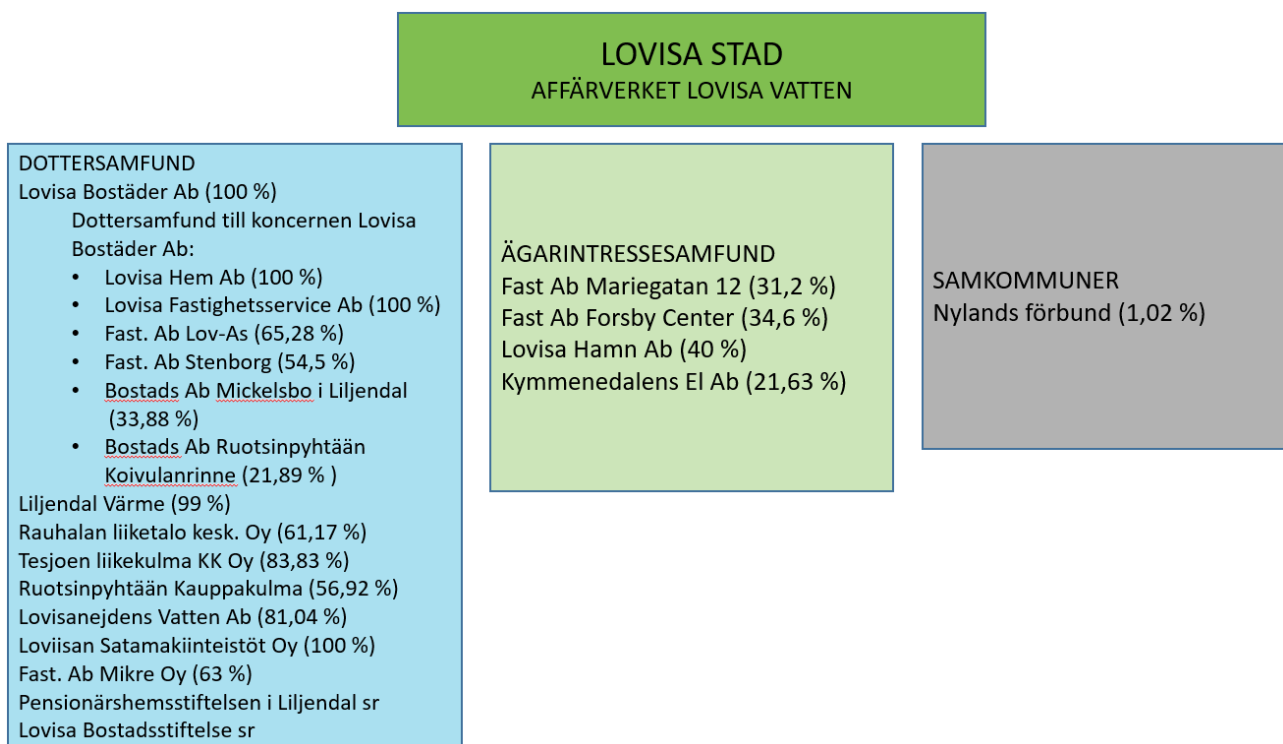 LOVISA STAD
AFFÄRVERKET LOVISA VATTEN
DOTTERSAMFUND
Lovisa Bostäder Ab (100 %)
Dottersamfund till koncernen Lovisa
Bostäder Ab:
• Lovisa Hem Ab (100 %)
• Lovisa Fastighetsservice Ab (100 %)
• Fast. Ab Lov-As (65,28 %)
• Fast. Ab Stenborg (54,5 %)
• Bostads Ab Mickelsbo i Liljendal
(33,88 %)
• Bostads Ab Ruotsinpyhtään
Koivulanrinne (21,89 % )
Liljendal Värme (99 %)
Rauhalan liiketalo kesk. Oy (61,17 %)
Tesjoen liikekulma KK Oy (83,83 %)
Ruotsinpyhtään Kauppakulma (56,92 %)
Lovisanejdens Vatten Ab (81,04 %)
Loviisan Satamakiinteistöt Oy (100 %)
Fast. Ab Mikre Oy (63 %)
Pensionärshemsstiftelsen i Liljendal sr
Lovisa Bostadsstiftelse sr
ÄGARINTRESSESAMFUND
Fast Ab Mariegatan 12 (31,2 %)
Fast Ab Forsby Center (34,6 %)
Lovisa Hamn Ab (40 %)
Kymmenedalens El Ab (21,63 %)
SAMKOMMUNER
Nylands förbund (1,02 %)